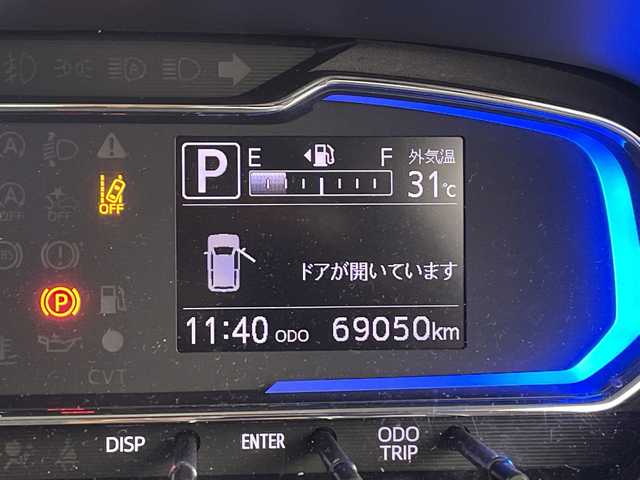 E F 外気温
P 31℃
OFF
ドアが開いています
P
11:40 ODO 69050km
CVT
DISP ENTER ODO TRIP